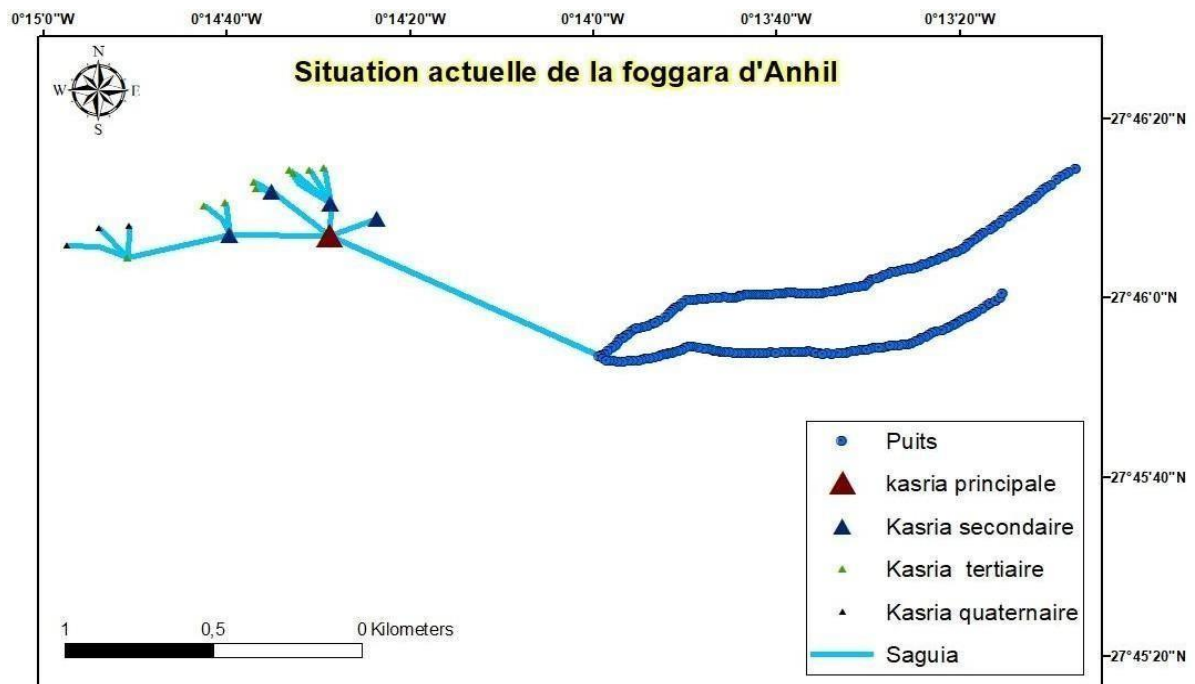 0°15'0"W 0°14'40"W 0°14'20"W 0°14'0"W 0°13'40"W 0°13'20"W
Situation actuelle de la foggara d'Anhil
N
W E
S
27°46'20"N
27°46'0"N
27°45'40"N
27°45'20"N
Puits
kasria principale
Kasria secondaire
Kasria tertiaire
Kasria quaternaire
Saguia
1 0,5 0 Kilometers